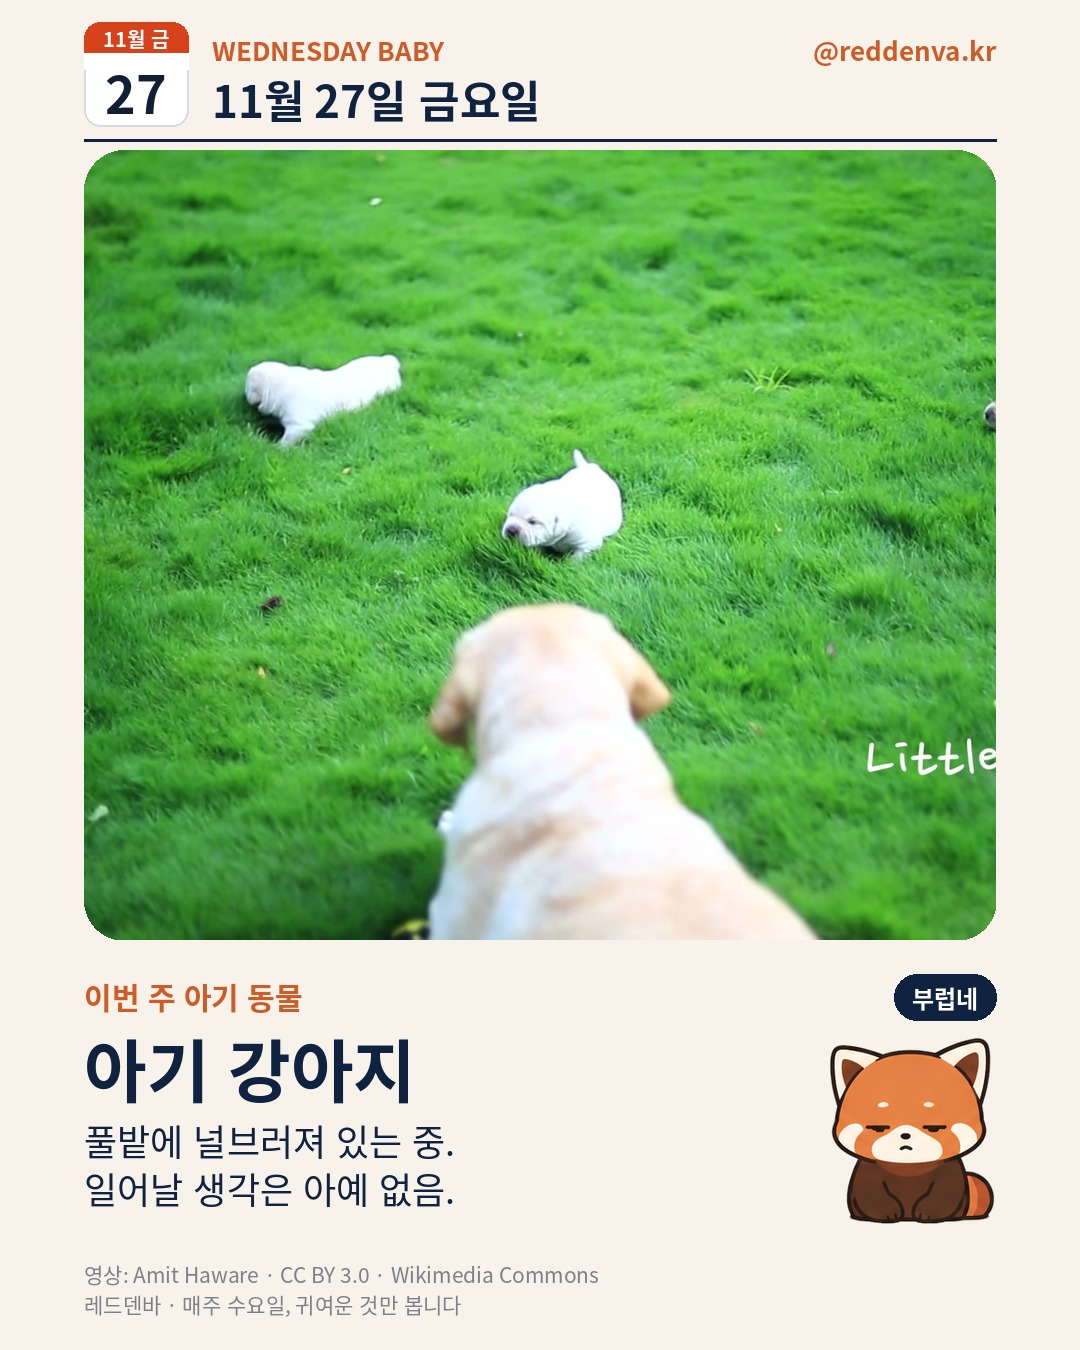 11월 금
27
WEDNESDAY BABY
11월 27일 금요일
@reddenva.kr
Little
이번 주 아기 동물
부럽네
아기 강아지
풀밭에 널브러져 있는 중.
일어날 생각은 아예 없음.
영상: Amit Haware · CC BY 3.0 · Wikimedia Commons
레드덴바 · 매주 수요일, 귀여운 것만 봅니다